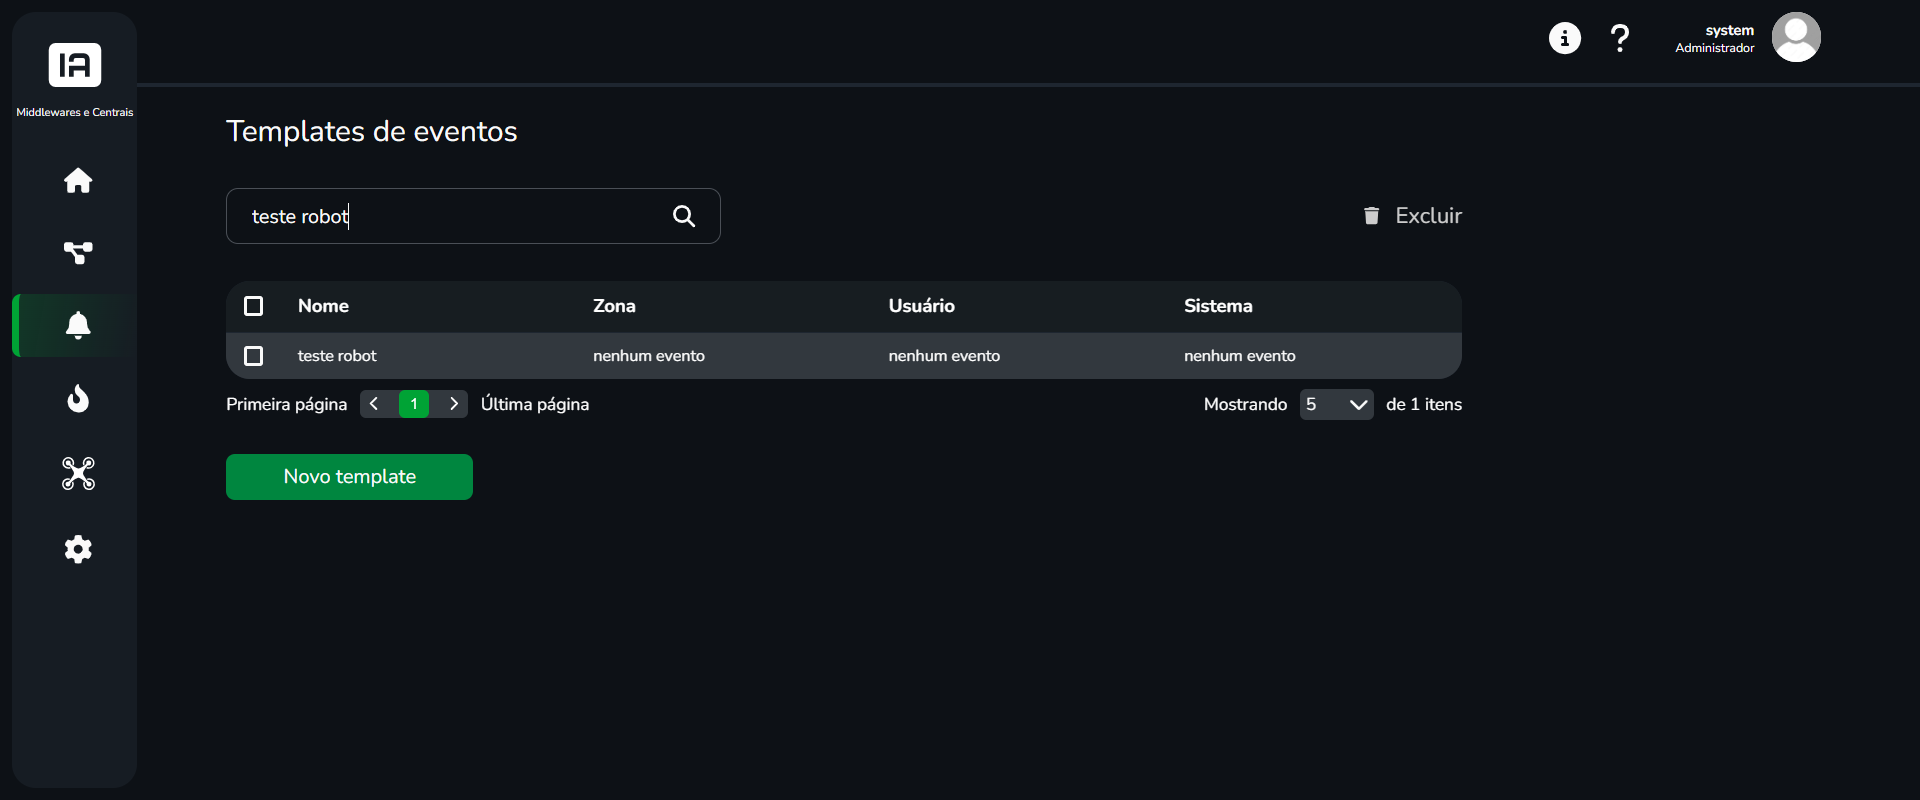 IA
Middlewares e Centrais
system
Administrador
Templates de eventos
teste robot
Excluir
Nome Zona Usuário Sistema
teste robot nenhum evento nenhum evento nenhum evento
Primeira página 1 Última página
Mostrando 5 de 1 itens
Novo template